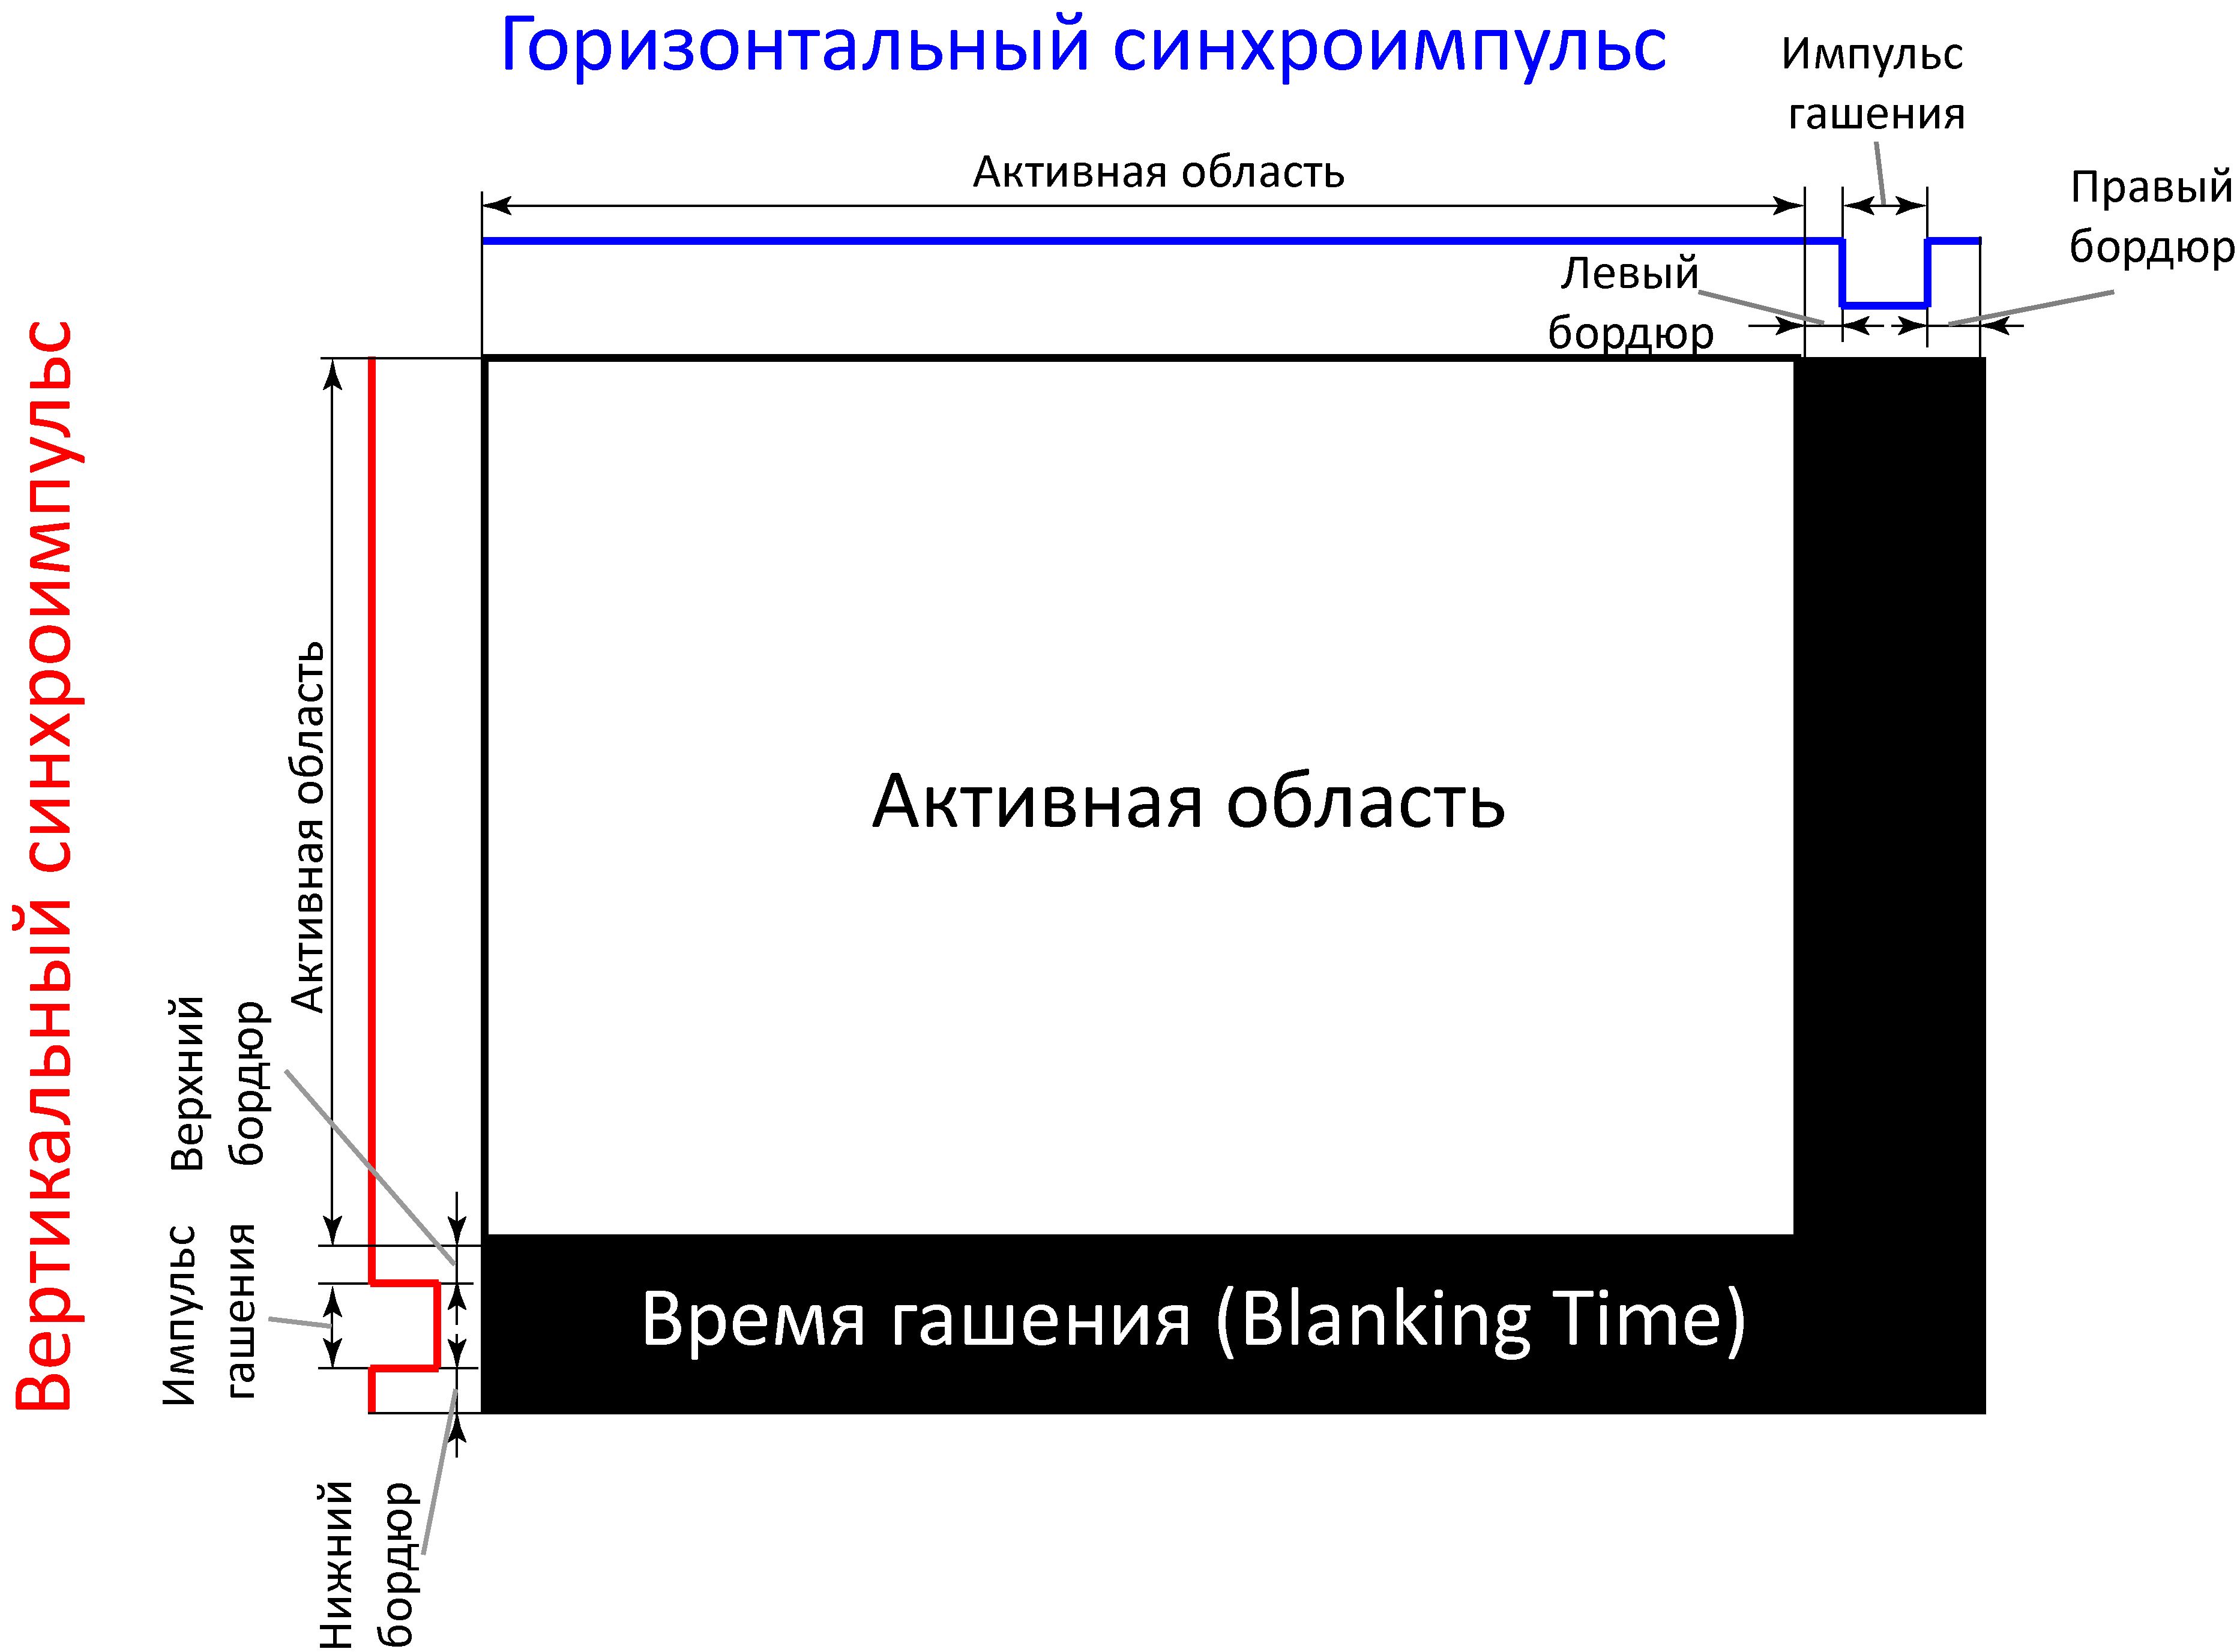 Горизонтальный синхроимпульс
Импульс
гашения
Активная область
Правый
бордюр
Левый
бордюр
Вертикальный синхроимпульс
Активная область
Активная область
Верхний
бордюр
Импульс
гашения
Время гашения (Blanking Time)
Нижний
бордюр